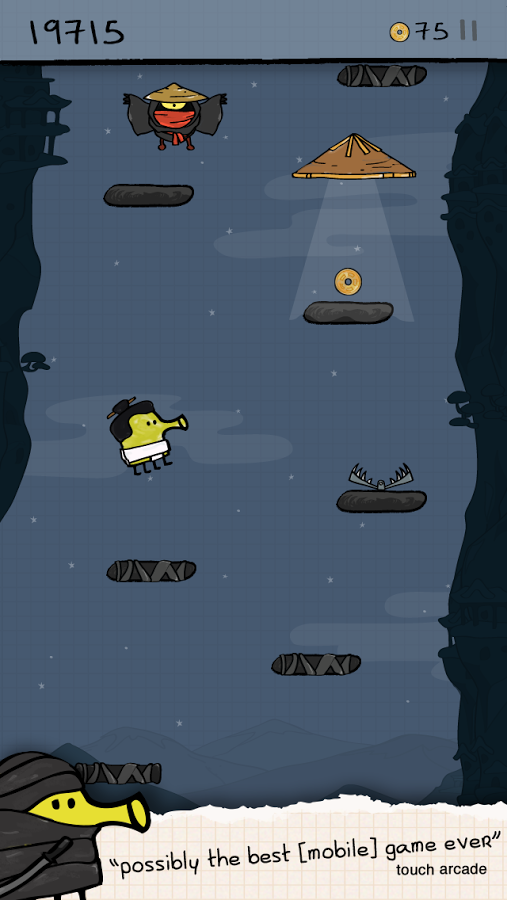 19715
75
“possibly the best [mobile] game ever”
touch arcade